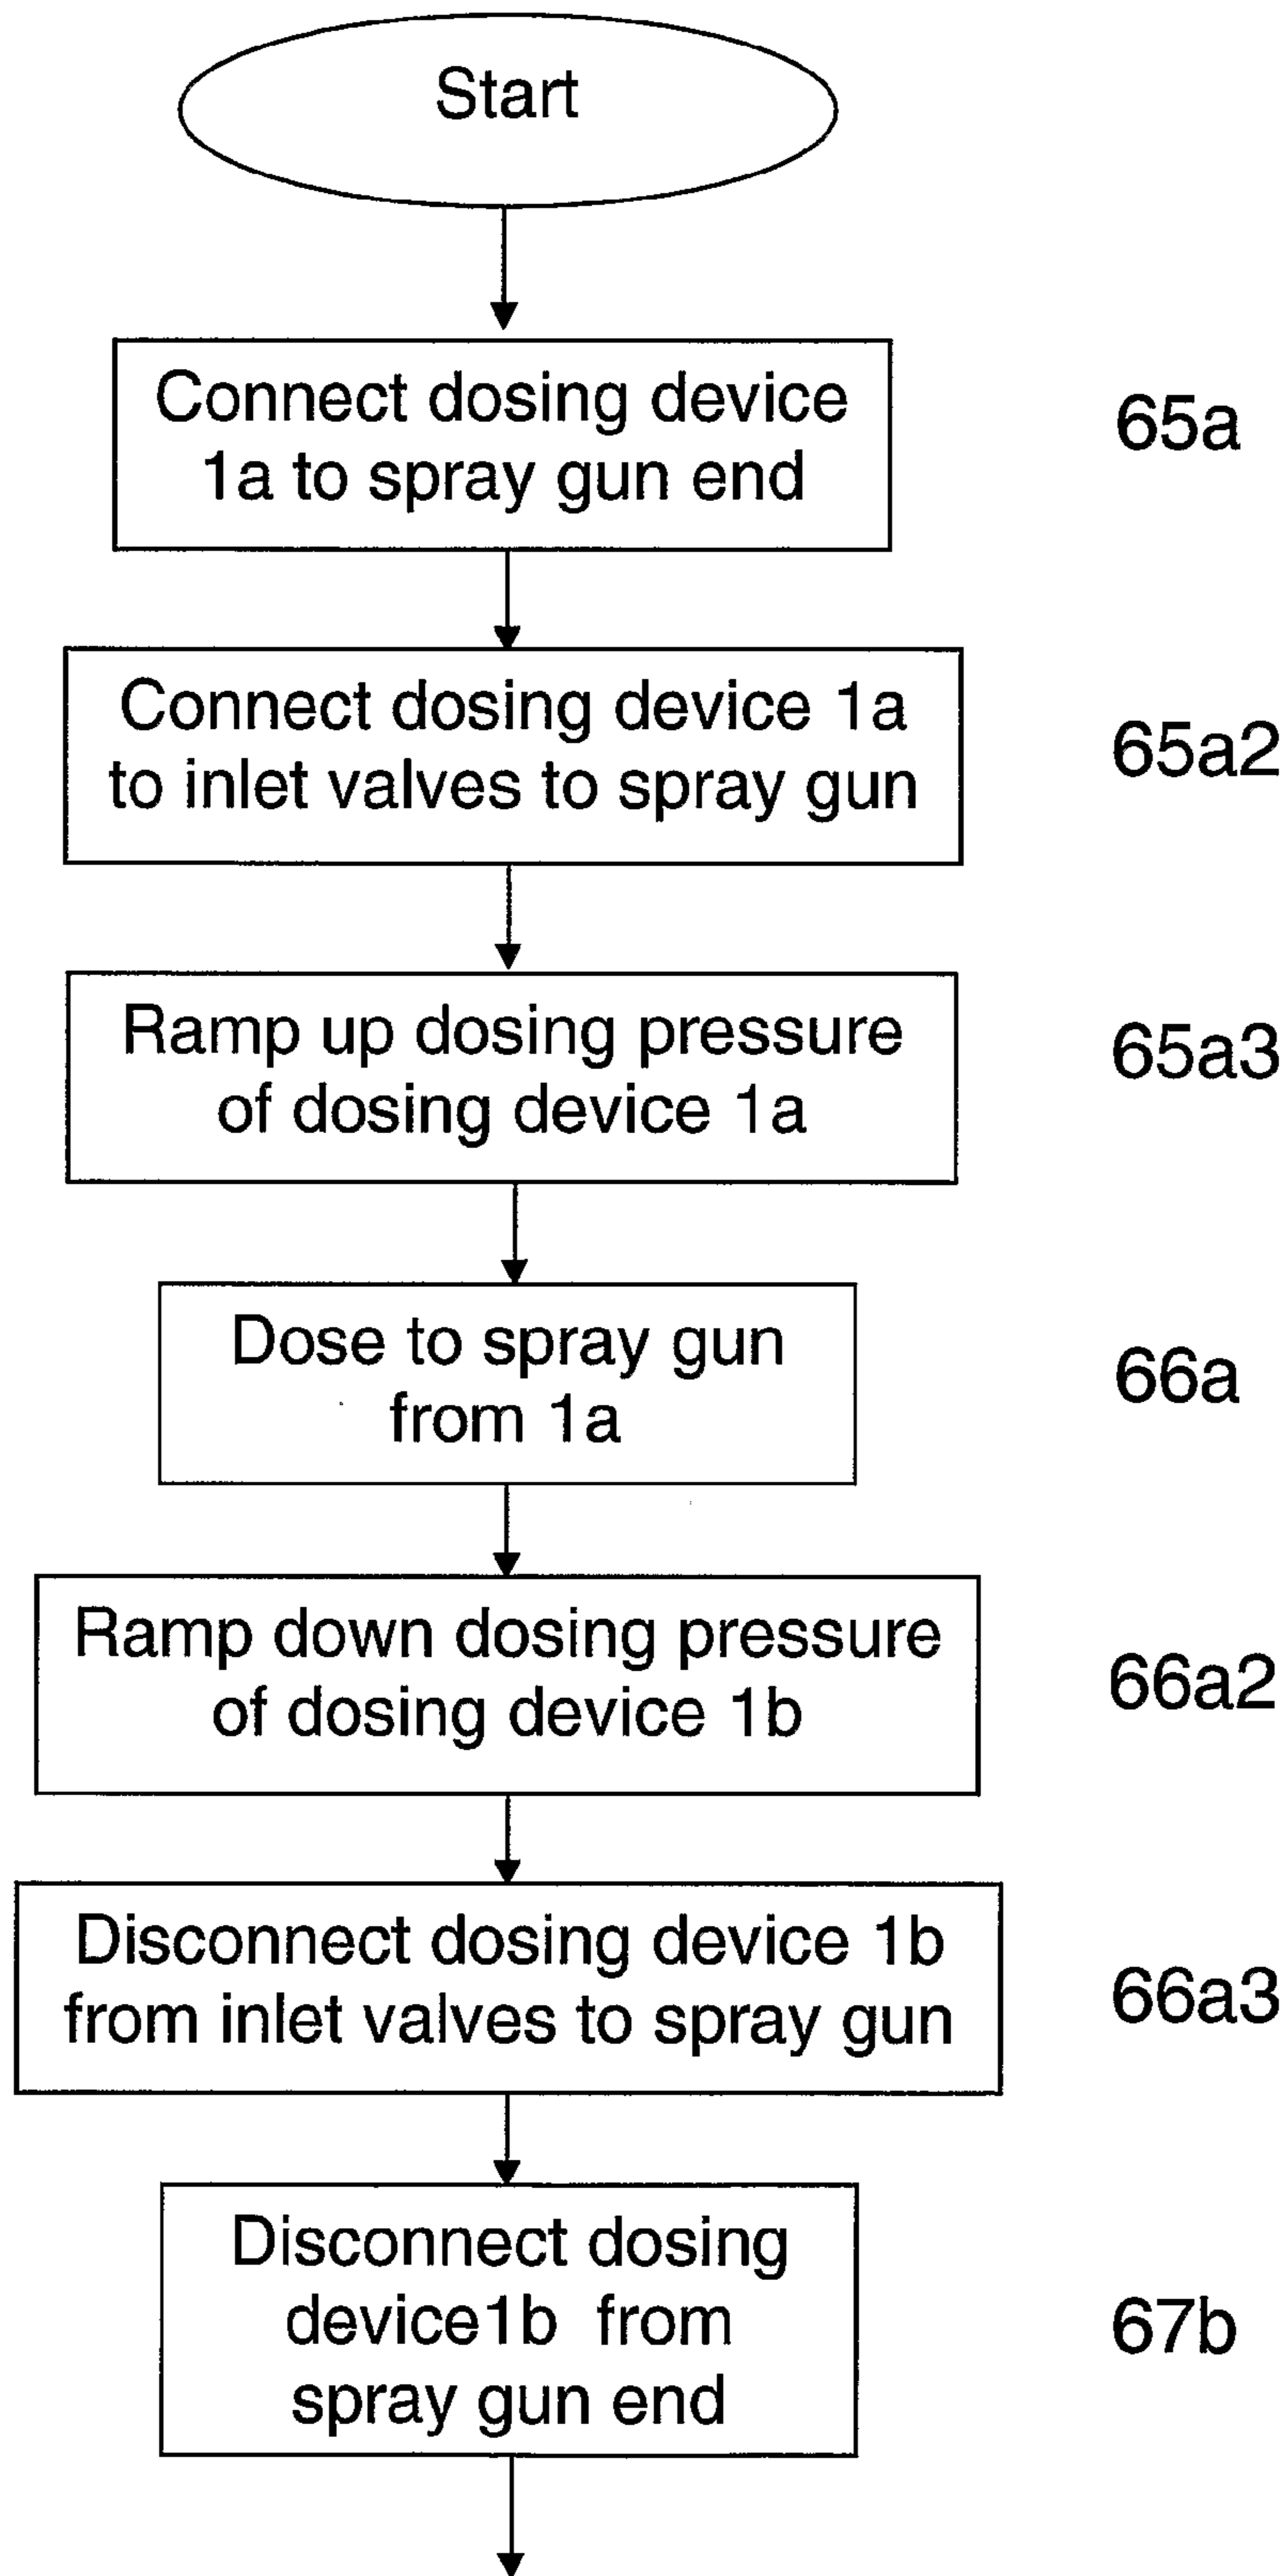 Start
Connect dosing device
1a to spray gun end
65a
Connect dosing device 1a
to inlet valves to spray gun
65a2
Ramp up dosing pressure
of dosing device 1a
65a3
Dose to spray gun
from 1a
66a
Ramp down dosing pressure
of dosing device 1b
66a2
Disconnect dosing device 1b
from inlet valves to spray gun
66a3
Disconnect dosing
device1b from
spray gun end
67b